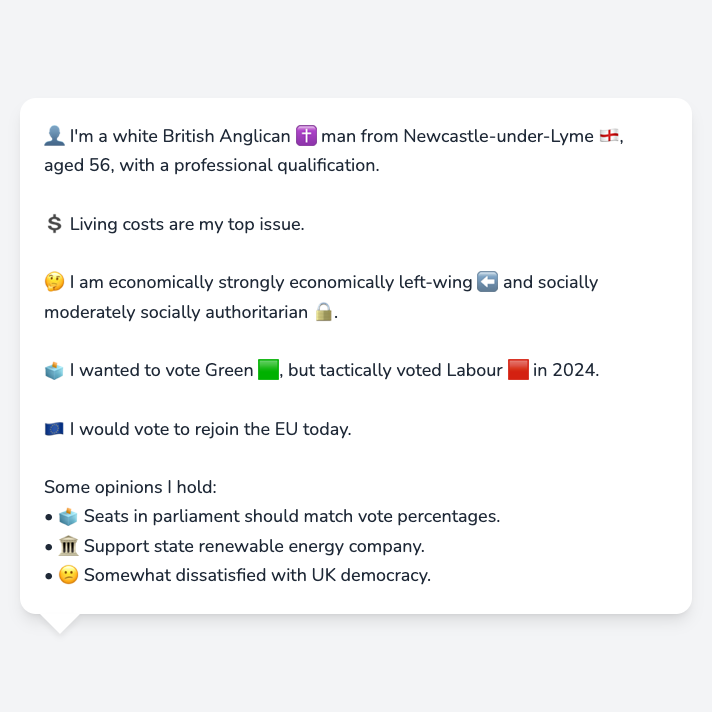 👤 I'm a white British Anglican ✝️ man from Newcastle-under-Lyme 🏴󠁧󠁢󠁥󠁮󠁧󠁿,
aged 56, with a professional qualification.
💲 Living costs are my top issue.
🤔 I am economically strongly economically left-wing ⬅️ and socially
moderately socially authoritarian 🔒.
🗳️ I wanted to vote Green 🟩, but tactically voted Labour 🟥 in 2024.
🇪🇺 I would vote to rejoin the EU today.
Some opinions I hold:
• 🗳️ Seats in parliament should match vote percentages.
• 🏛️ Support state renewable energy company.
• 😕 Somewhat dissatisfied with UK democracy.